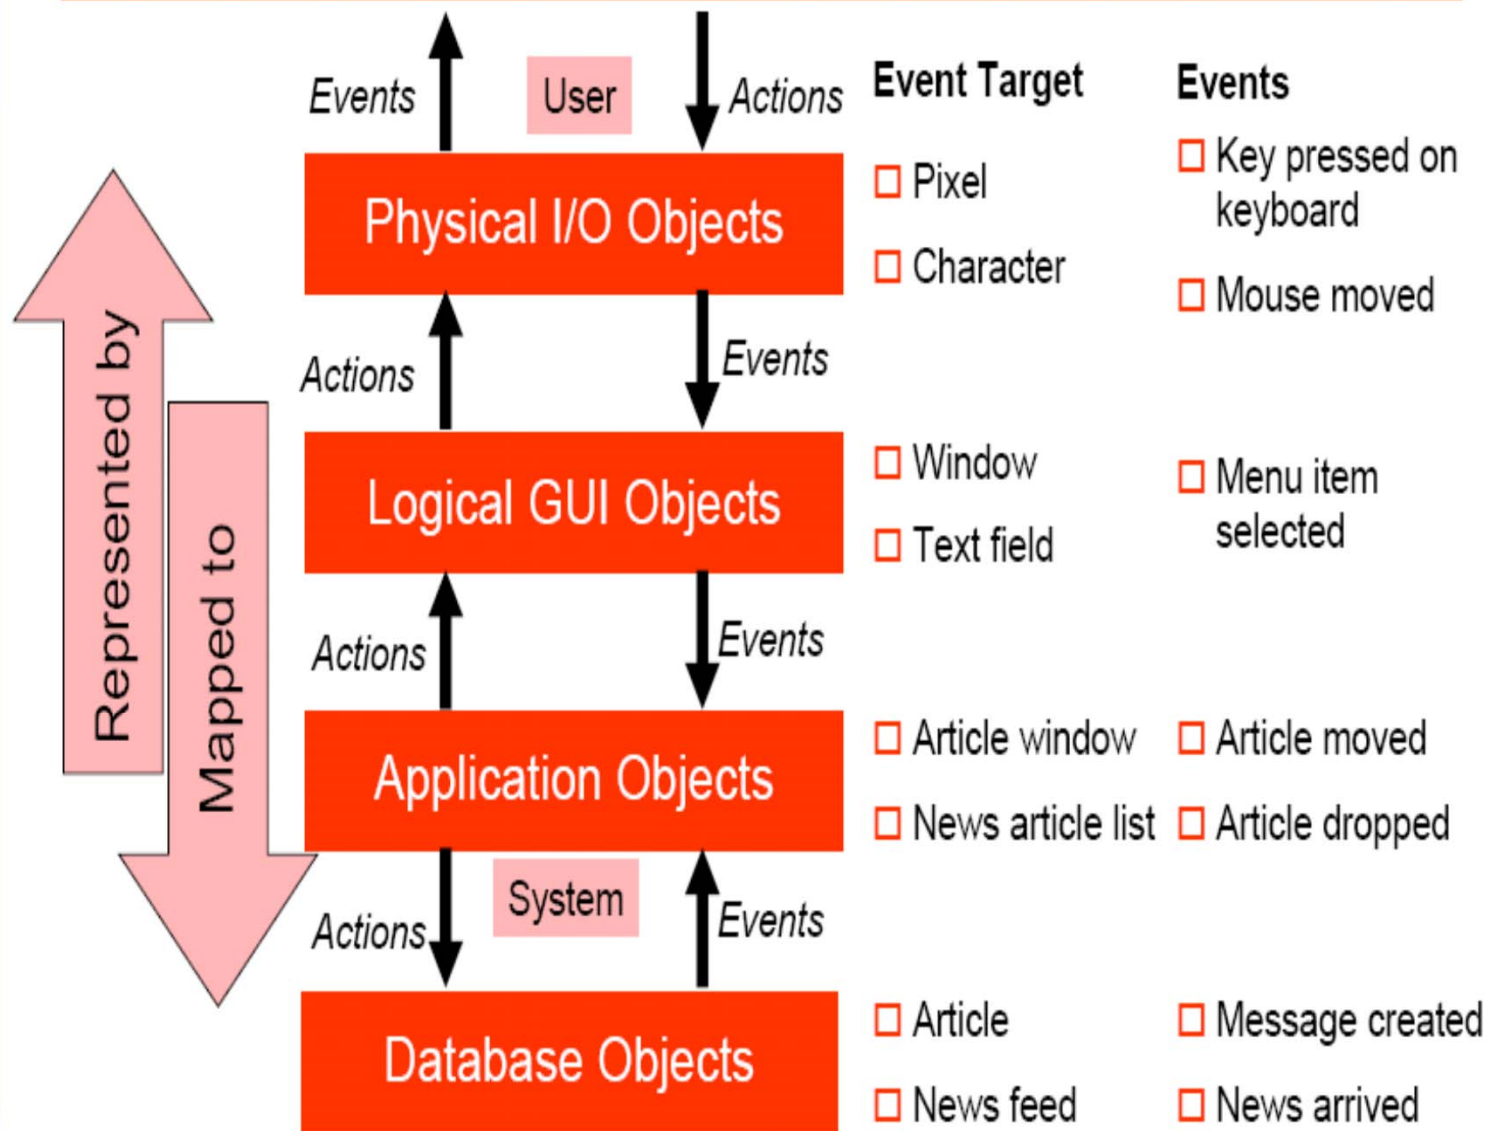 Events
User
Actions
Event Target
Events
Physical I/O Objects
Pixel
Character
Key pressed on
keyboard
Mouse moved
Represented by
Mapped to
Actions
Events
Logical GUI Objects
Window
Text field
Menu item
selected
Actions
Events
Application Objects
Article window
Article moved
News article list
Article dropped
Actions
System
Events
Database Objects
Article
Message created
News feed
News arrived